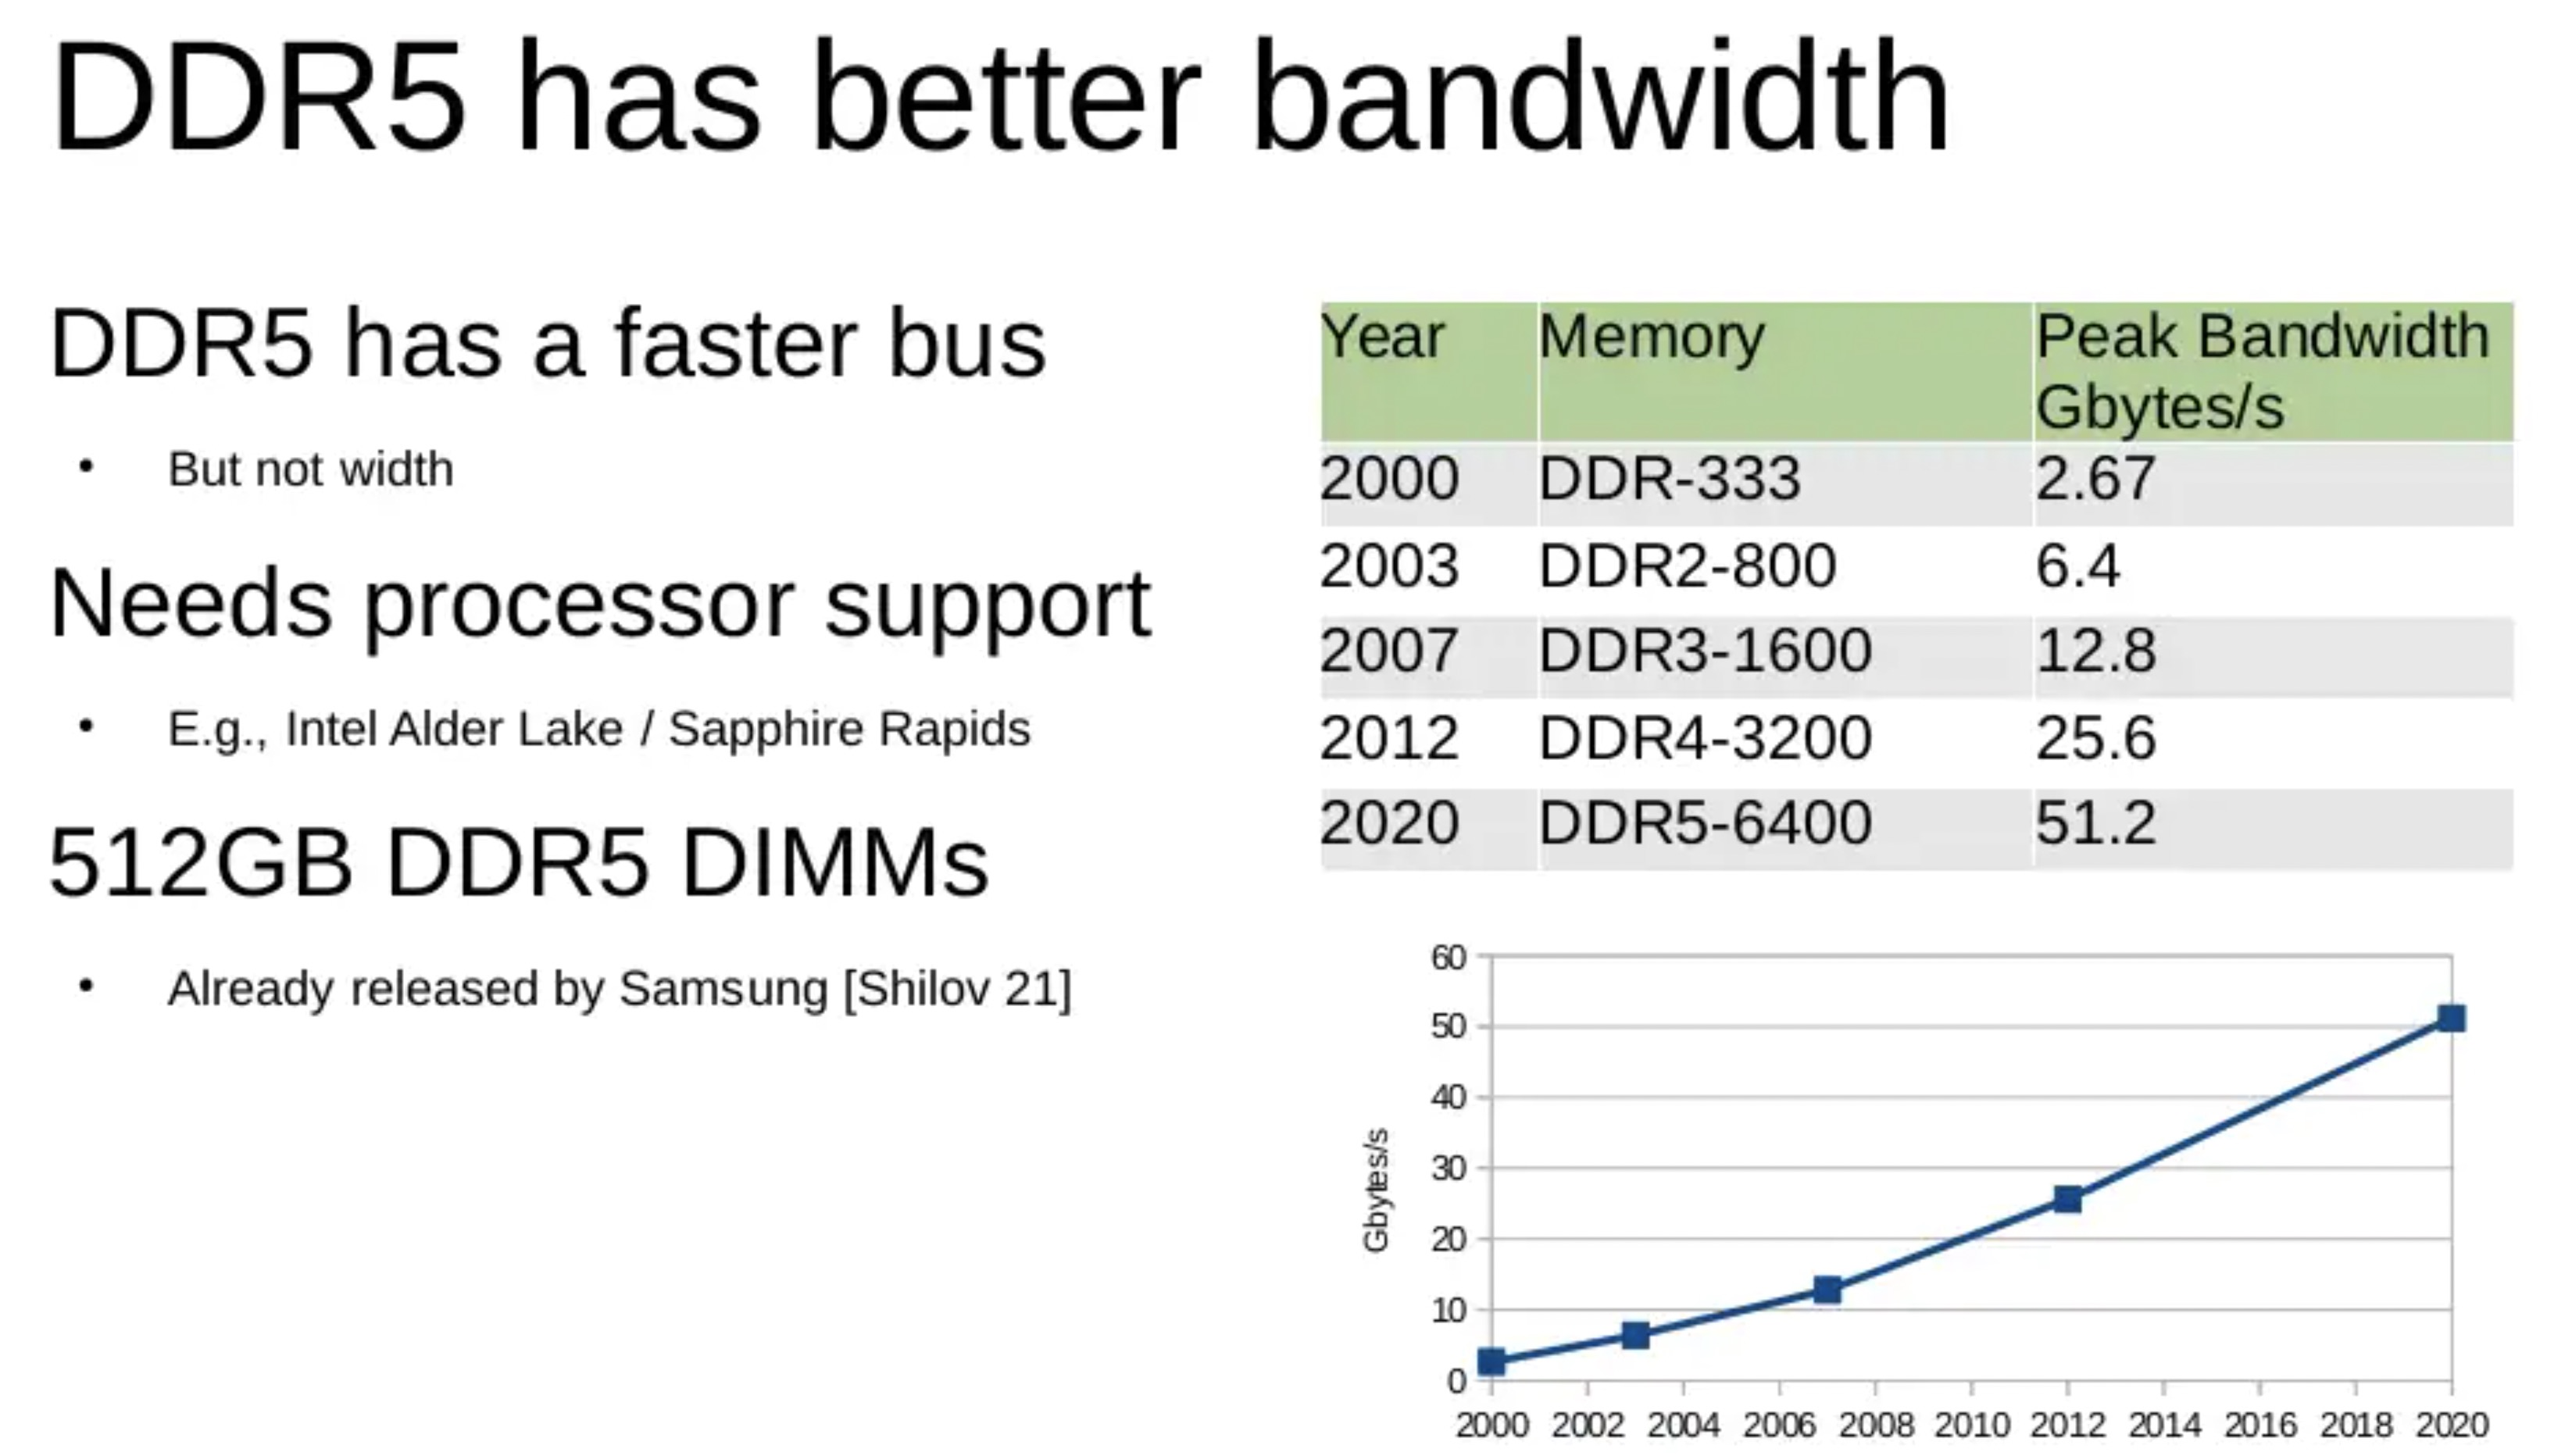 DDR5 has better bandwidth
DDR5 has a faster bus
• But not width
Needs processor support
• E.g., Intel Alder Lake / Sapphire Rapids
512GB DDR5 DIMMs
• Already released by Samsung [Shilov 21]
Year Memory Peak Bandwidth
Gbytes/s
2000 DDR-333 2.67
2003 DDR2-800 6.4
2007 DDR3-1600 12.8
2012 DDR4-3200 25.6
2020 DDR5-6400 51.2
60
50
40
30
20
10
0
Gbytes/s
2000 2002 2004 2006 2008 2010 2012 2014 2016 2018 2020